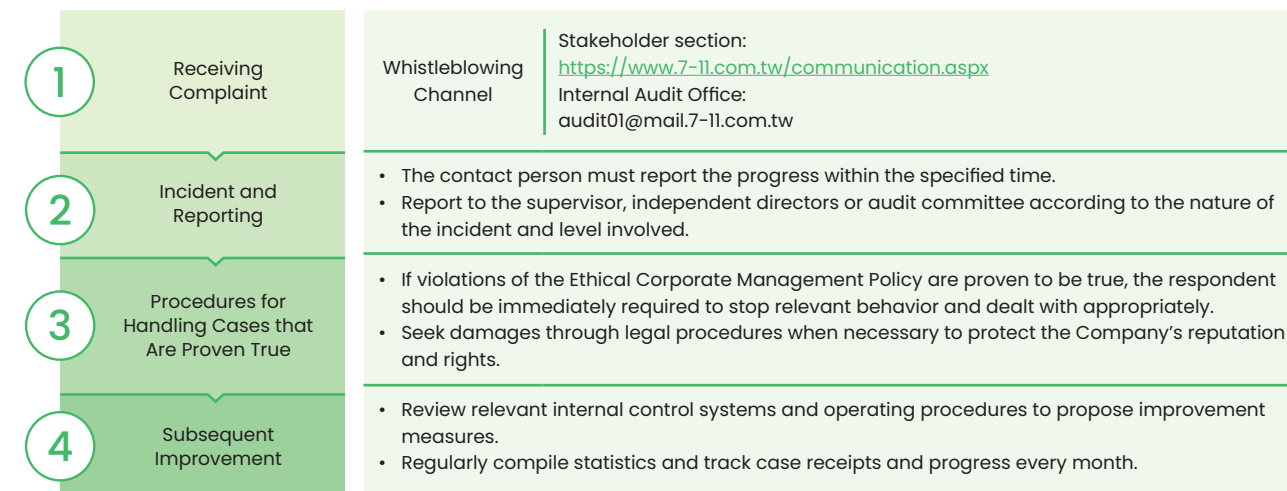 1
Receiving
Complaint
Whistleblowing
Channel
Stakeholder section:
https://www.7-11.com.tw/communication.aspx
Internal Audit Office:
audit01@mail.7-11.com.tw
2
Incident and
Reporting
• The contact person must report the progress within the specified time.
• Report to the supervisor, independent directors or audit committee according to the nature of
the incident and level involved.
3
Procedures for
Handling Cases that
Are Proven True
• If violations of the Ethical Corporate Management Policy are proven to be true, the respondent
should be immediately required to stop relevant behavior and dealt with appropriately.
• Seek damages through legal procedures when necessary to protect the Company's reputation
and rights.
4
Subsequent
Improvement
• Review relevant internal control systems and operating procedures to propose improvement
measures.
• Regularly compile statistics and track case receipts and progress every month.